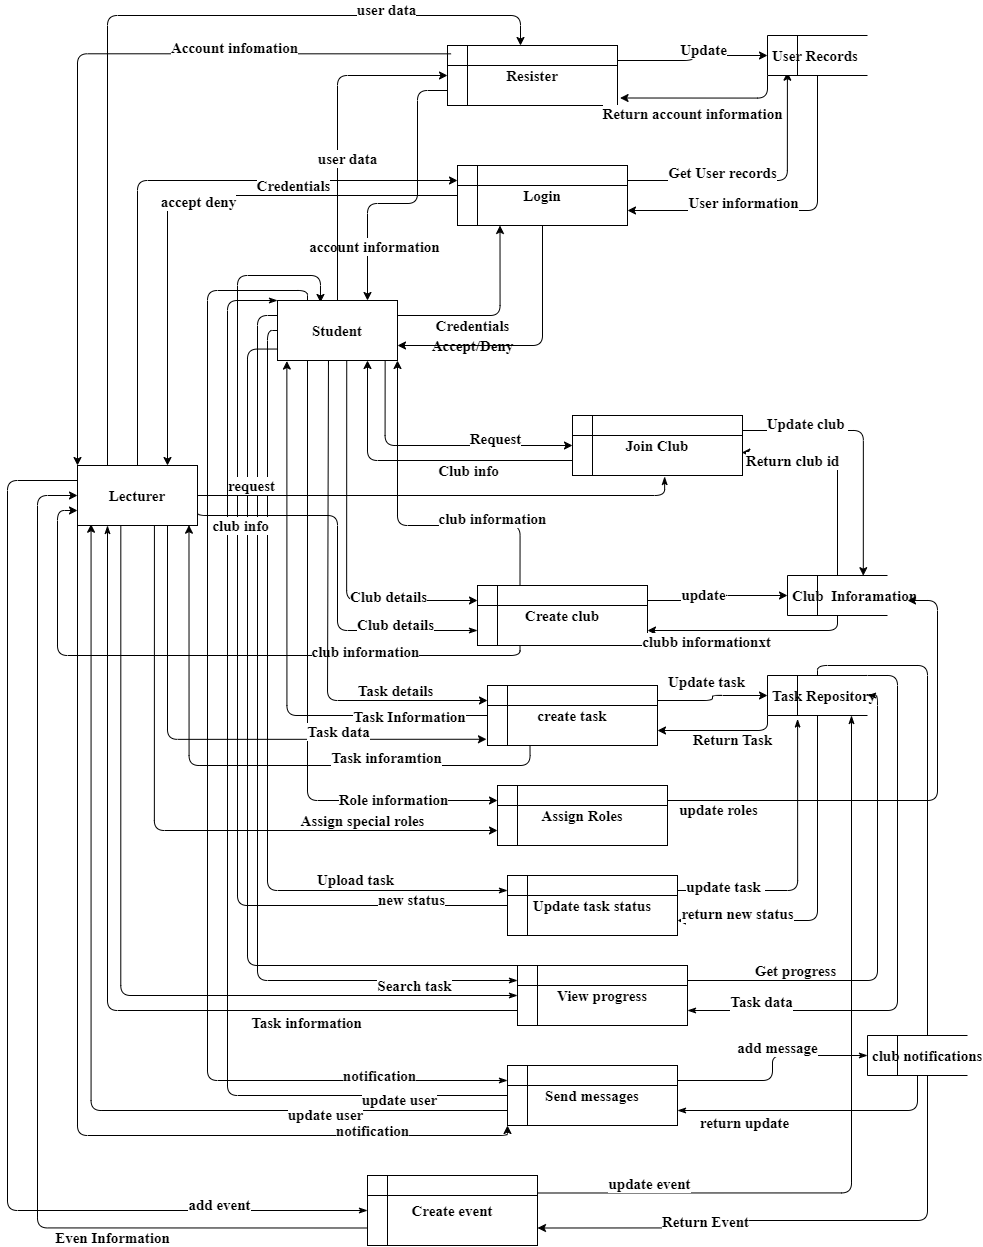 user data
Account infomation
Update
User Records
Resister
Return account information
user data
Get User records
Credentials
Login
accept deny
User information
account information
Student
Credentials
Accept/Deny
Update club
Request
Join Club
Return club id
Club info
request
Lecturer
club information
club info
Club details
update
Club Inforamation
Create club
Club details
clubb informationxt
club information
Update task
Task details
Task Repository
Task Information
create task
Task data
Return Task
Task inforamtion
Role information
update roles
Assign special roles
Assign Roles
Upload task
update task
new status
Update task status
return new status
Get progress
Search task
View progress
Task data
Task information
add message
club notifications
notification
update user
Send messages
update user
return update
notification
update event
add event
Create event
Return Event
Even Information